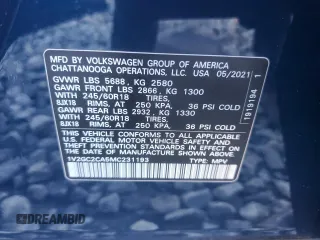 MFD. BY VOLKSWAGEN GROUP OF AMERICA
CHATTANOOGA OPERATIONS, LLC. USA 05/2021
GVWR LBS 5688, KG 2580
GAWR FRONT LBS 2866, KG 1300
WITH 245/60R18 TIRES,
8JX18 RIMS, AT 250 KPA, 36 PSI COLD
GAWR REAR LBS 2932, KG 1330
WITH 245/60R18 TIRES,
8JX18 RIMS, AT 250 KPA, 36 PSI COLD
THIS VEHICLE CONFORMS TO ALL APPLICABLE
U.S. FEDERAL MOTOR VEHICLE SAFETY AND
THEFT PREVENTION STANDARDS IN EFFECT ON
THE DATE OF MANUFACTURE SHOWN ABOVE.
1V2GC2CA5MC231193 TYPE: MPV
1919194 1
DREAMBID